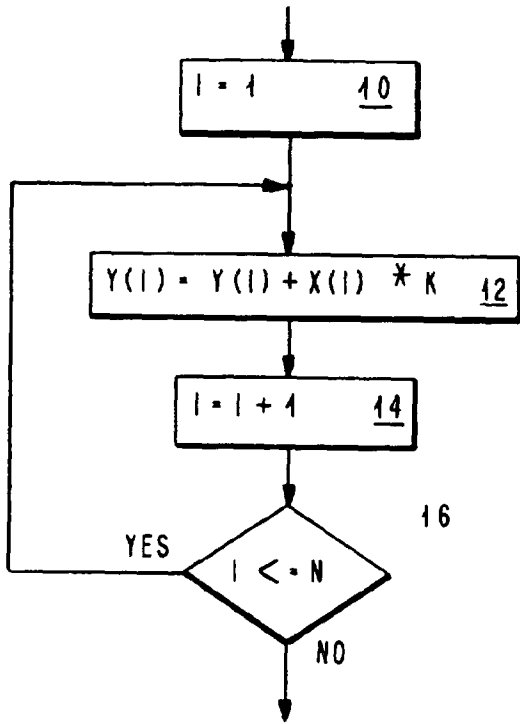 I = 1 10
Y(I) = Y(I) + X(I) * K 12
I = I + 1 14
16
YES
I <= N
NO